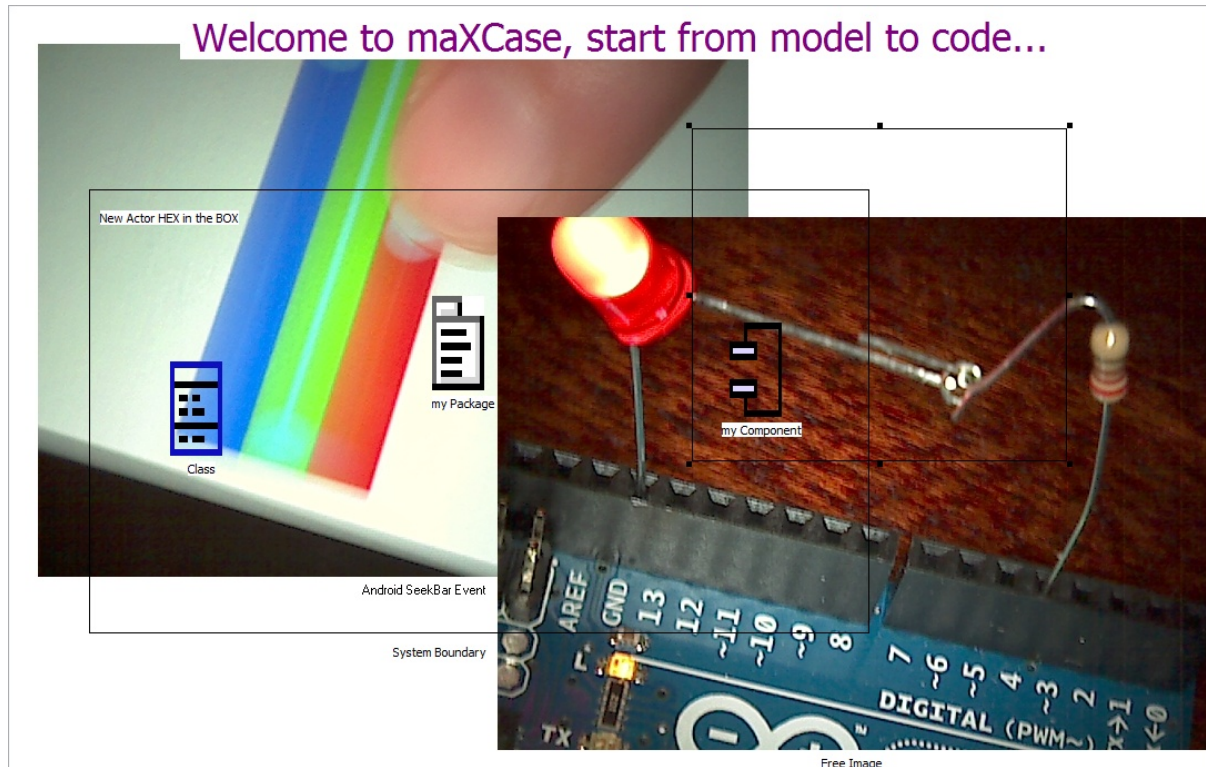 Welcome to maXCase, start from model to code...
New Actor HEX in the BOX
my Package
my Component
Class
Android SeekBar Event
System Boundary
AREF
GND
13
12
~11
~10
~9
8
7
~6
~5
4
~3
2
TX→1
X←0
DIGITAL (PWM~)
L
TX
TM
Free Image